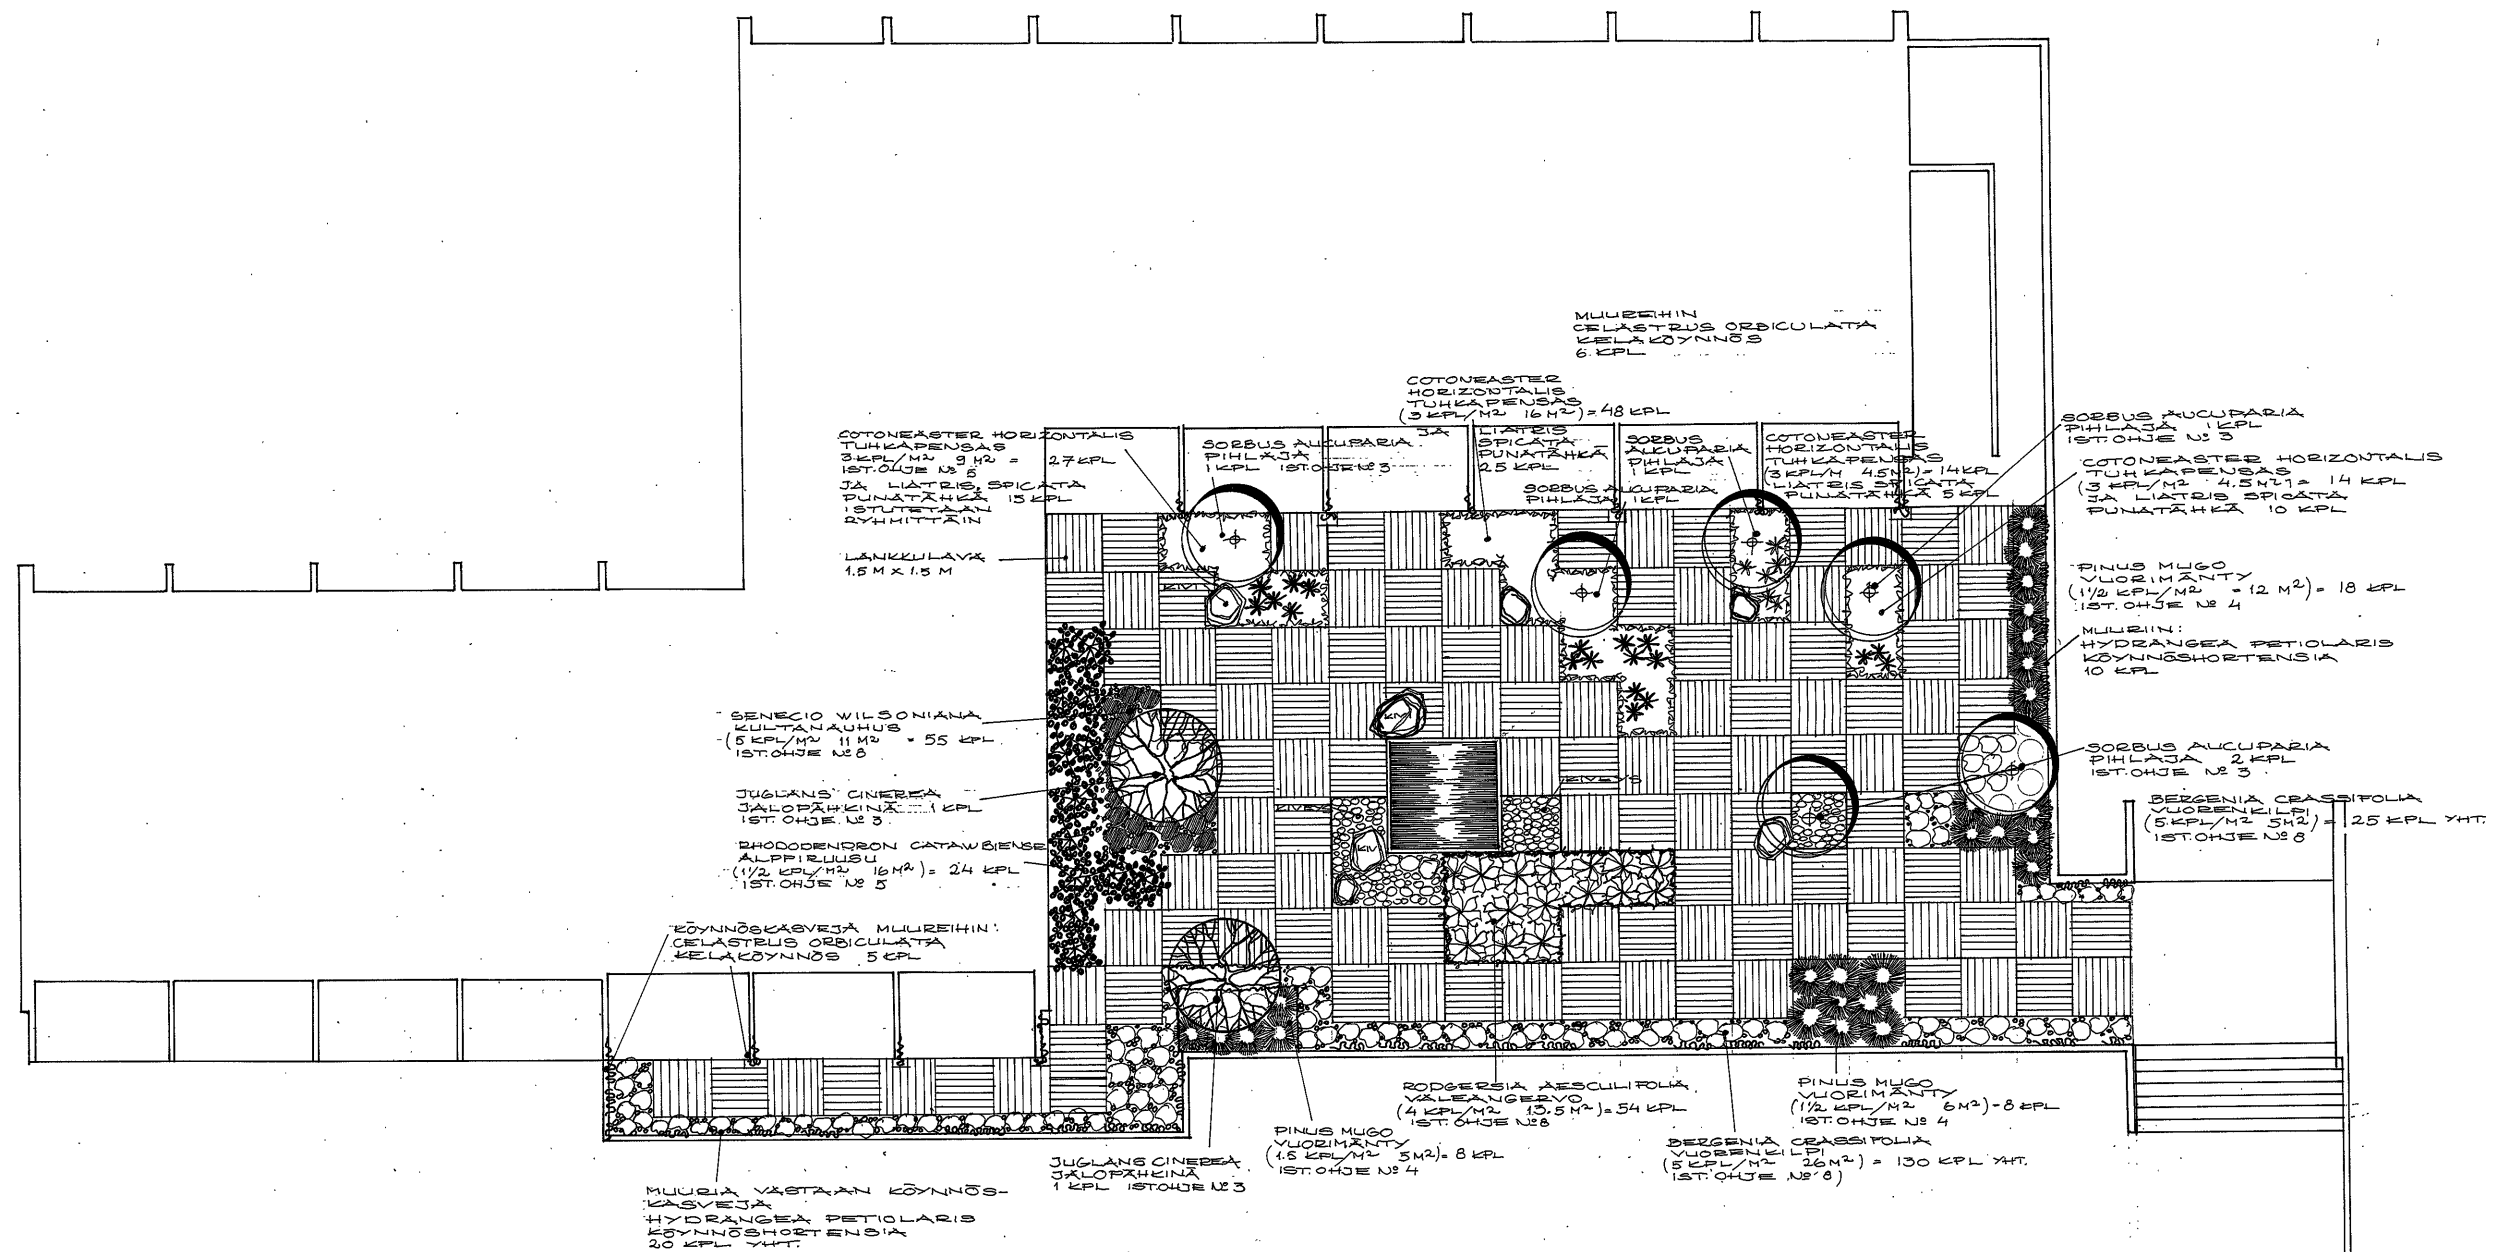 MUUREIHIN
CELASTRUS ORBICULATA
KELAKÖYNNÖS
6 KPL
COTONEASTER
HORIZONTALIS
TUHKAPENSAS
(3 KPL/M2 16 M2) = 48 KPL
JA LIATRIS
SPICATA
PUNATÄHKÄ
25 KPL
COTONEASTER HORIZONTALIS
TUHKAPENSAS
3 KPL/M2 9 M2 = 27 KPL
IST. OHJE No 5
JA LIATRIS SPICATA
PUNATÄHKÄ 15 KPL
ISTUTETAAN
RYHMITTÄIN
SORBUS AUCUPARIA
PIHLAJA
1 KPL IST. OHJE No 3
SORBUS
AUCUPARIA
PIHLAJA
1 KPL
SORBUS AUCUPARIA
PIHLAJA 1 KPL
COTONEASTER
HORIZONTALIS
TUHKAPENSAS
(3 KPL/M 4.5 M2) = 14 KPL
LIATRIS SPICATA
PUNATÄHKÄ 5 KPL
SORBUS AUCUPARIA
PIHLAJA 1 KPL
IST. OHJE No 3
COTONEASTER HORIZONTALIS
TUHKAPENSAS
(3 KPL/M2 4.5 M2) = 14 KPL
JA LIATRIS SPICATA
PUNATÄHKÄ 10 KPL
LANKKULAVA
1.5 M x 1.5 M
KIVI
PINUS MUGO
VUORIMÄNTY
(1 1/2 KPL/M2 = 12 M2) = 18 KPL
IST. OHJE No 4
MUURIIN:
HYDRANGEA PETIOLARIS
KÖYNNÖSHORTENSIA
10 KPL
SENECIO WILSONIANA
KULTANAUHUS
(5 KPL/M2 11 M2 = 55 KPL
IST. OHJE No 8
KIVI
SORBUS AUCUPARIA
PIHLAJA 2 KPL
IST. OHJE No 3
KIVEYS
JUGLANS CINEREA
JALOPÄHKINÄ 1 KPL
IST. OHJE No 3
KIVEYS
BERGENIA CRASSIFOLIA
VUORENKILPI
(5 KPL/M2 5 M2) = 25 KPL YHT.
IST. OHJE No 8
RHODODENDRON CATAWBIENSE
ALPPIRUUSU
(1 1/2 KPL/M2 16 M2) = 24 KPL
IST. OHJE No 5
KIVI
KÖYNNÖSKASVEJA MUUREIHIN:
CELASTRUS ORBICULATA
KELAKÖYNNÖS 5 KPL
RODGERSIA AESCULIFOLIA
VALEANGERVO
(4 KPL/M2 13.5 M2) = 54 KPL
IST. OHJE No 8
PINUS MUGO
VUORIMÄNTY
(1 1/2 KPL/M2 6 M2) - 8 KPL
IST. OHJE No 4
PINUS MUGO
VUORIMÄNTY
(1.5 KPL/M2 5 M2) = 8 KPL
IST. OHJE No 4
BERGENIA CRASSIFOLIA
VUORENKILPI
(5 KPL/M2 26 M2) = 130 KPL YHT.
IST. OHJE No 8)
JUGLANS CINEREA
JALOPÄHKINÄ
1 KPL IST. OHJE No 3
MUURIA VASTAAN KÖYNNÖS-
KASVEJA
HYDRANGEA PETIOLARIS
KÖYNNÖSHORTENSIA
20 KPL YHT.